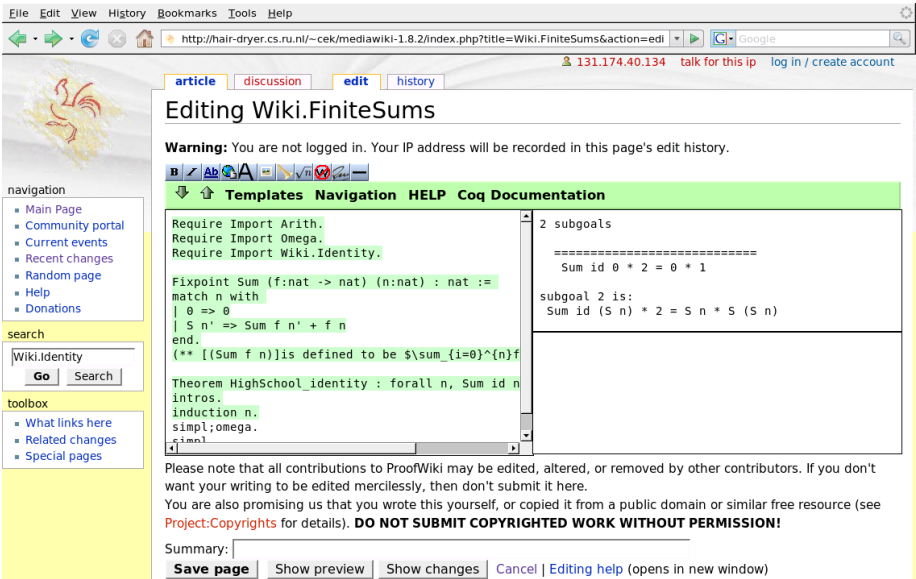 File Edit View History Bookmarks Tools Help
http://hair-dryer.cs.ru.nl/~cek/mediawiki-1.8.2/index.php?title=Wiki.FiniteSums&action=edi
G Google
131.174.40.134 talk for this ip log in / create account
article discussion edit history
Editing Wiki.FiniteSums
Warning: You are not logged in. Your IP address will be recorded in this page's edit history.
B I Ab A √n W
Templates Navigation HELP Coq Documentation
navigation
Main Page
Community portal
Current events
Recent changes
Random page
Help
Donations
search
Wiki.Identity
Go Search
toolbox
What links here
Related changes
Special pages
Require Import Arith.
Require Import Omega.
Require Import Wiki.Identity.
Fixpoint Sum (f:nat -> nat) (n:nat) : nat :=
match n with
| 0 => 0
| S n' => Sum f n' + f n
end.
(** [(Sum f n)]is defined to be $\sum_{i=0}^{n}f
Theorem HighSchool_identity : forall n, Sum id n
intros.
induction n.
simpl;omega.
simpl
2 subgoals
============================
Sum id 0 * 2 = 0 * 1
subgoal 2 is:
Sum id (S n) * 2 = S n * S (S n)
Please note that all contributions to ProofWiki may be edited, altered, or removed by other contributors. If you don't
want your writing to be edited mercilessly, then don't submit it here.
You are also promising us that you wrote this yourself, or copied it from a public domain or similar free resource (see
Project:Copyrights for details). DO NOT SUBMIT COPYRIGHTED WORK WITHOUT PERMISSION!
Summary:
Save page Show preview Show changes Cancel | Editing help (opens in new window)